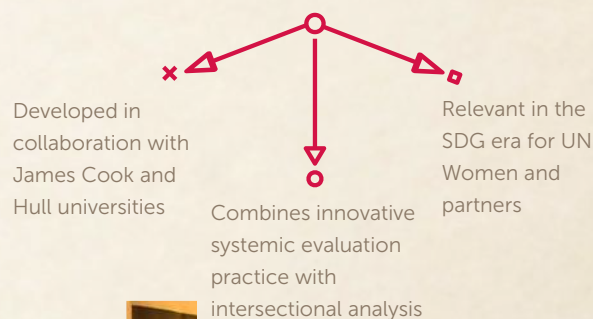 Developed in
collaboration with
James Cook and
Hull universities
Combines innovative
systemic evaluation
practice with
intersectional analysis
Relevant in the
SDG era for UN
Women and
partners